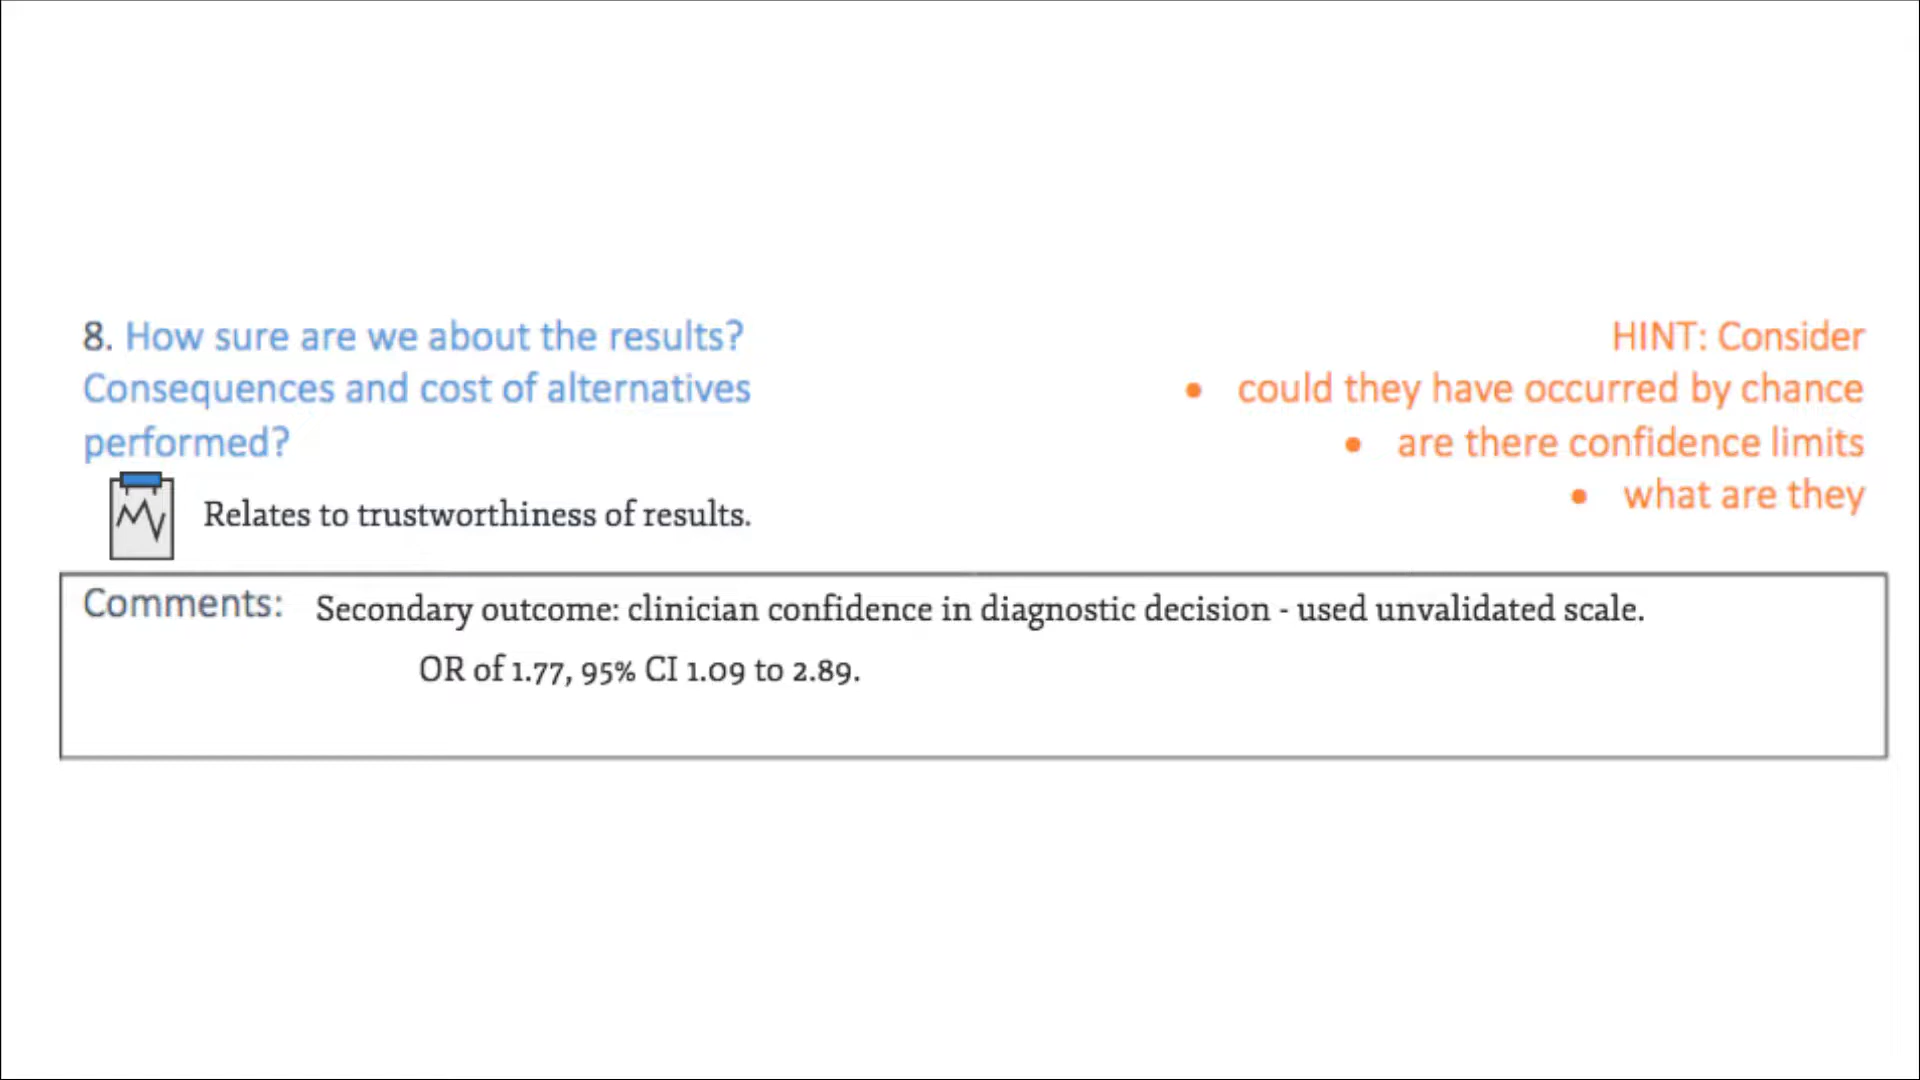 8. How sure are we about the results?
Consequences and cost of alternatives
performed?
HINT: Consider
• could they have occurred by chance
• are there confidence limits
• what are they
Relates to trustworthiness of results.
Comments: Secondary outcome: clinician confidence in diagnostic decision - used unvalidated scale.
OR of 1.77, 95% CI 1.09 to 2.89.